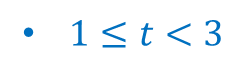 • 1 ≤ t < 3